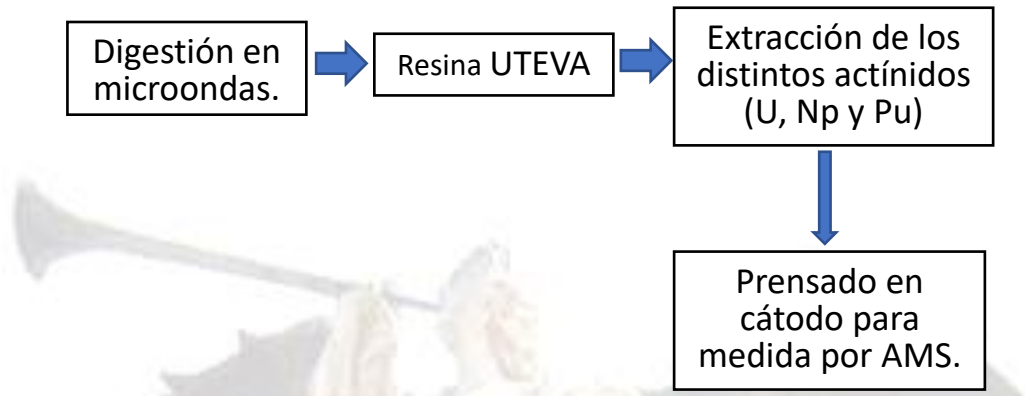 Digestión en
microondas.
Resina UTEVA
Extracción de los
distintos actínidos
(U, Np y Pu)
Prensado en
cátodo para
medida por AMS.